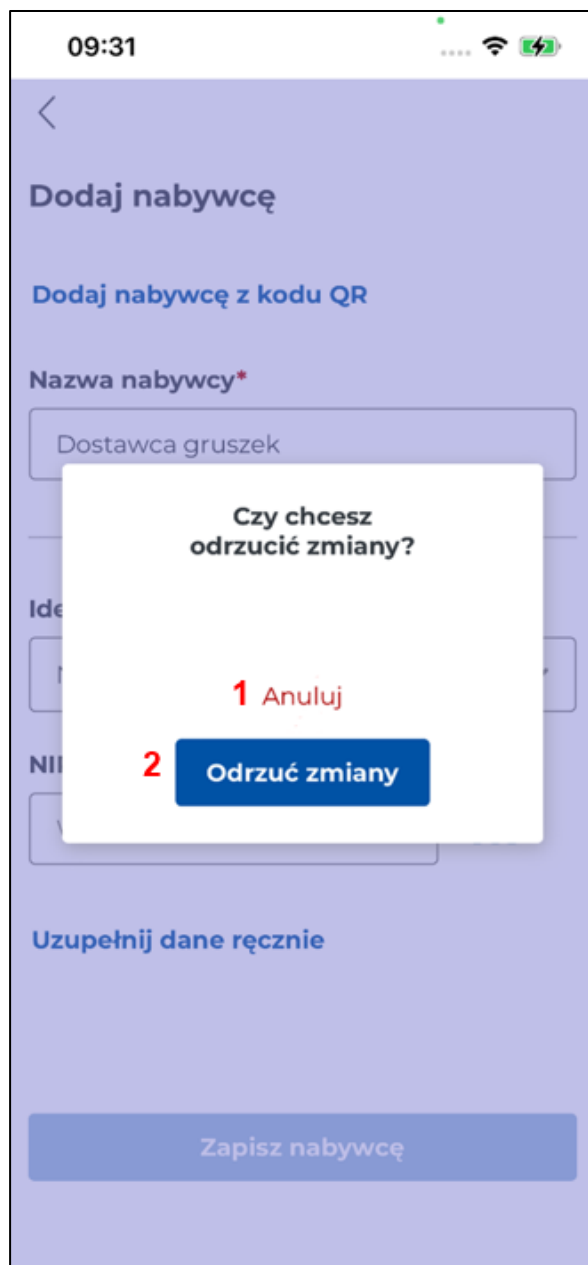 09:31
Dodaj nabywcę
Dodaj nabywcę z kodu QR
Nazwa nabywcy*
Dostawca gruszek
Czy chcesz
odrzucić zmiany?
1 Anuluj
2 Odrzuć zmiany
Uzupełnij dane ręcznie
Zapisz nabywcę